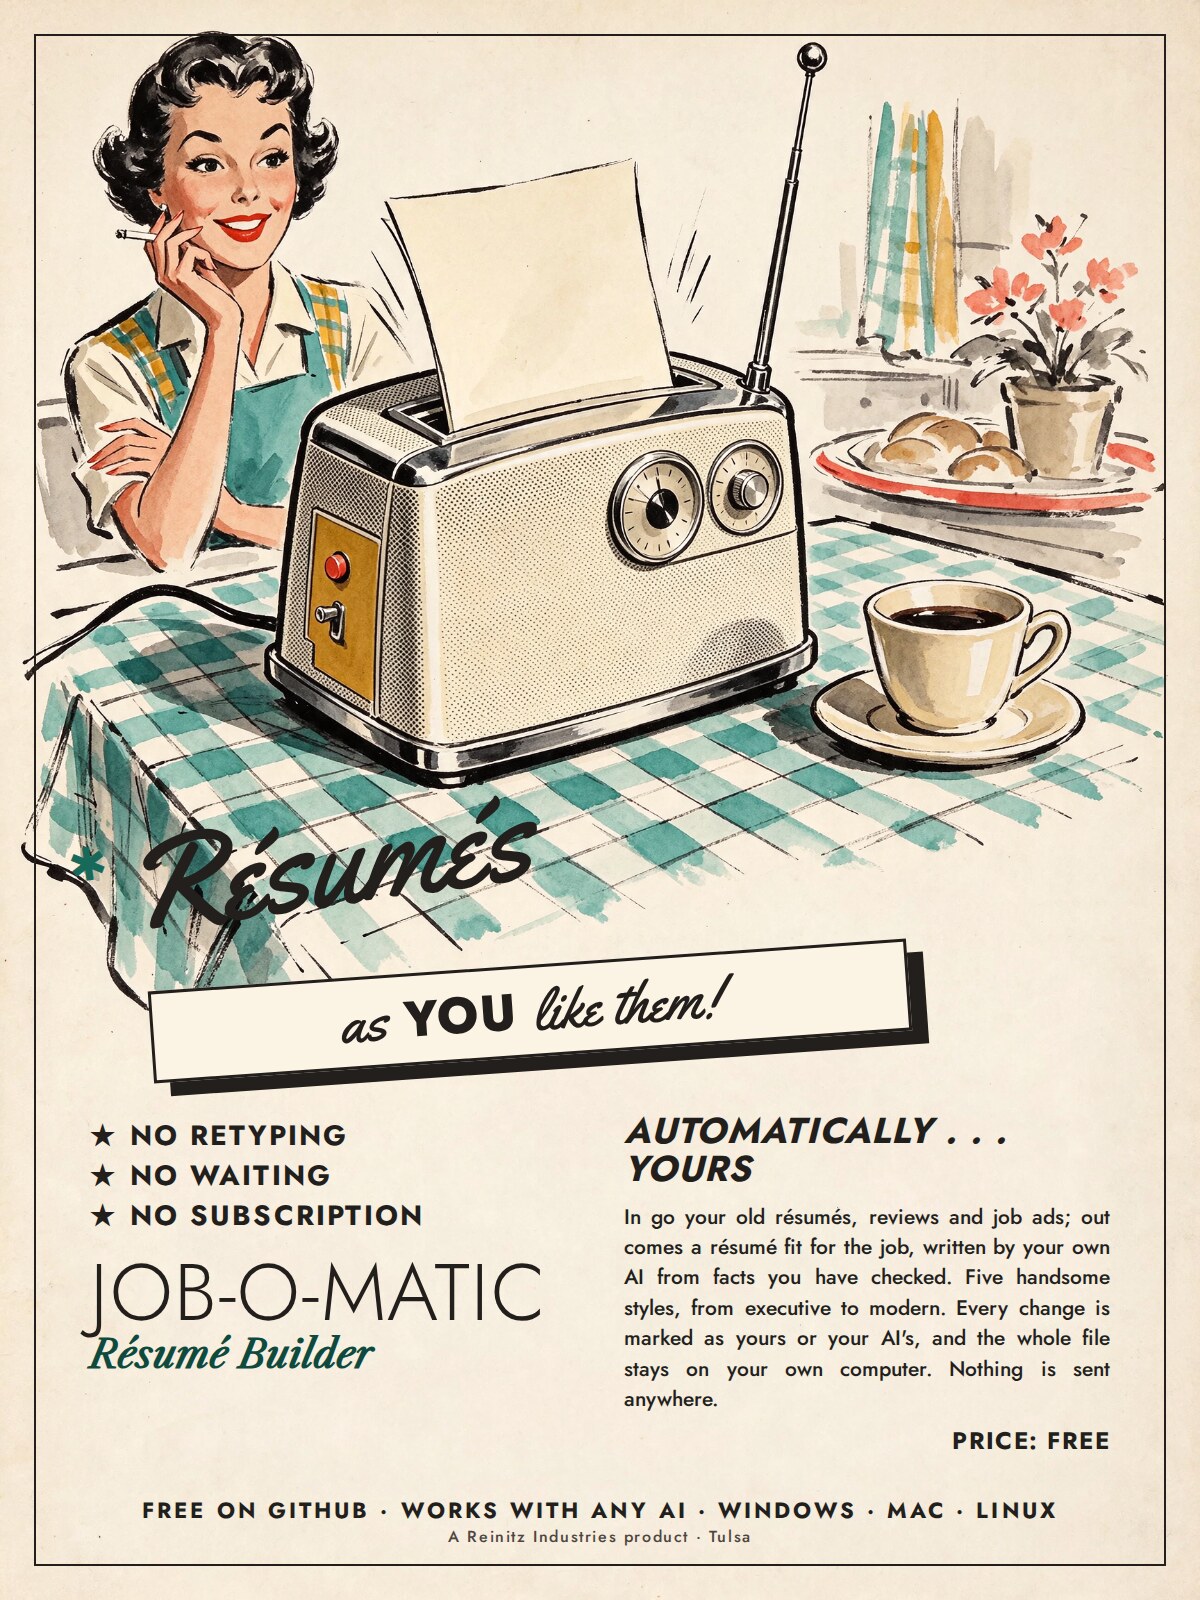 * Résumés
as YOU like them!
★ NO RETYPING
★ NO WAITING
★ NO SUBSCRIPTION
JOB-O-MATIC
Résumé Builder
AUTOMATICALLY . . .
YOURS
In go your old résumés, reviews and job ads; out
comes a résumé fit for the job, written by your own
AI from facts you have checked. Five handsome
styles, from executive to modern. Every change is
marked as yours or your AI's, and the whole file
stays on your own computer. Nothing is sent
anywhere.
PRICE: FREE
FREE ON GITHUB · WORKS WITH ANY AI · WINDOWS · MAC · LINUX
A Reinitz Industries product · Tulsa